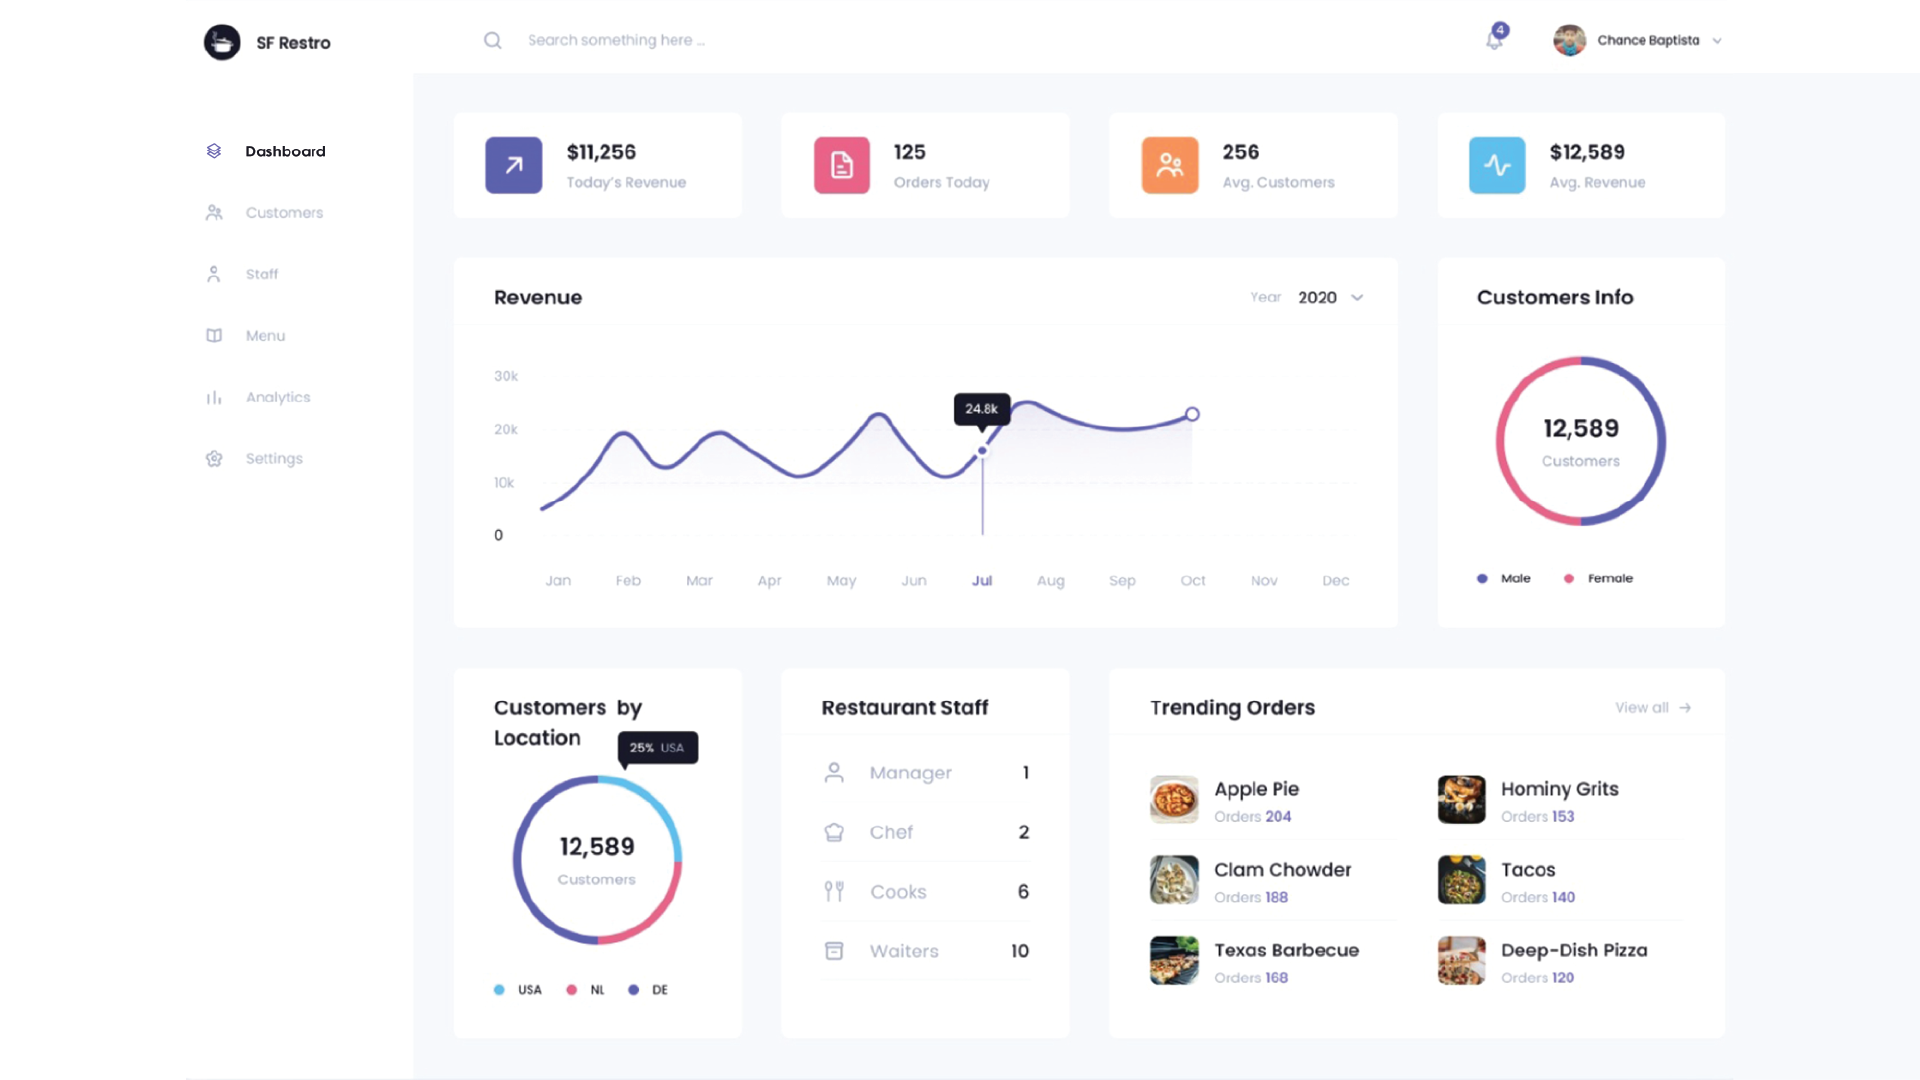 SF Restro
Search something here ...
4
Chance Baptista
Dashboard
Customers
Staff
Menu
Analytics
Settings
$11,256
Today's Revenue
125
Orders Today
256
Avg. Customers
$12,589
Avg. Revenue
Revenue
Year 2020
30k
20k
10k
0
24.8k
Jan Feb Mar Apr May Jun Jul Aug Sep Oct Nov Dec
Customers Info
12,589
Customers
Male Female
Customers by
Location
25% USA
12,589
Customers
USA NL DE
Restaurant Staff
Manager 1
Chef 2
Cooks 6
Waiters 10
Trending Orders
View all →
Apple Pie
Orders 204
Hominy Grits
Orders 153
Clam Chowder
Orders 188
Tacos
Orders 140
Texas Barbecue
Orders 168
Deep-Dish Pizza
Orders 120